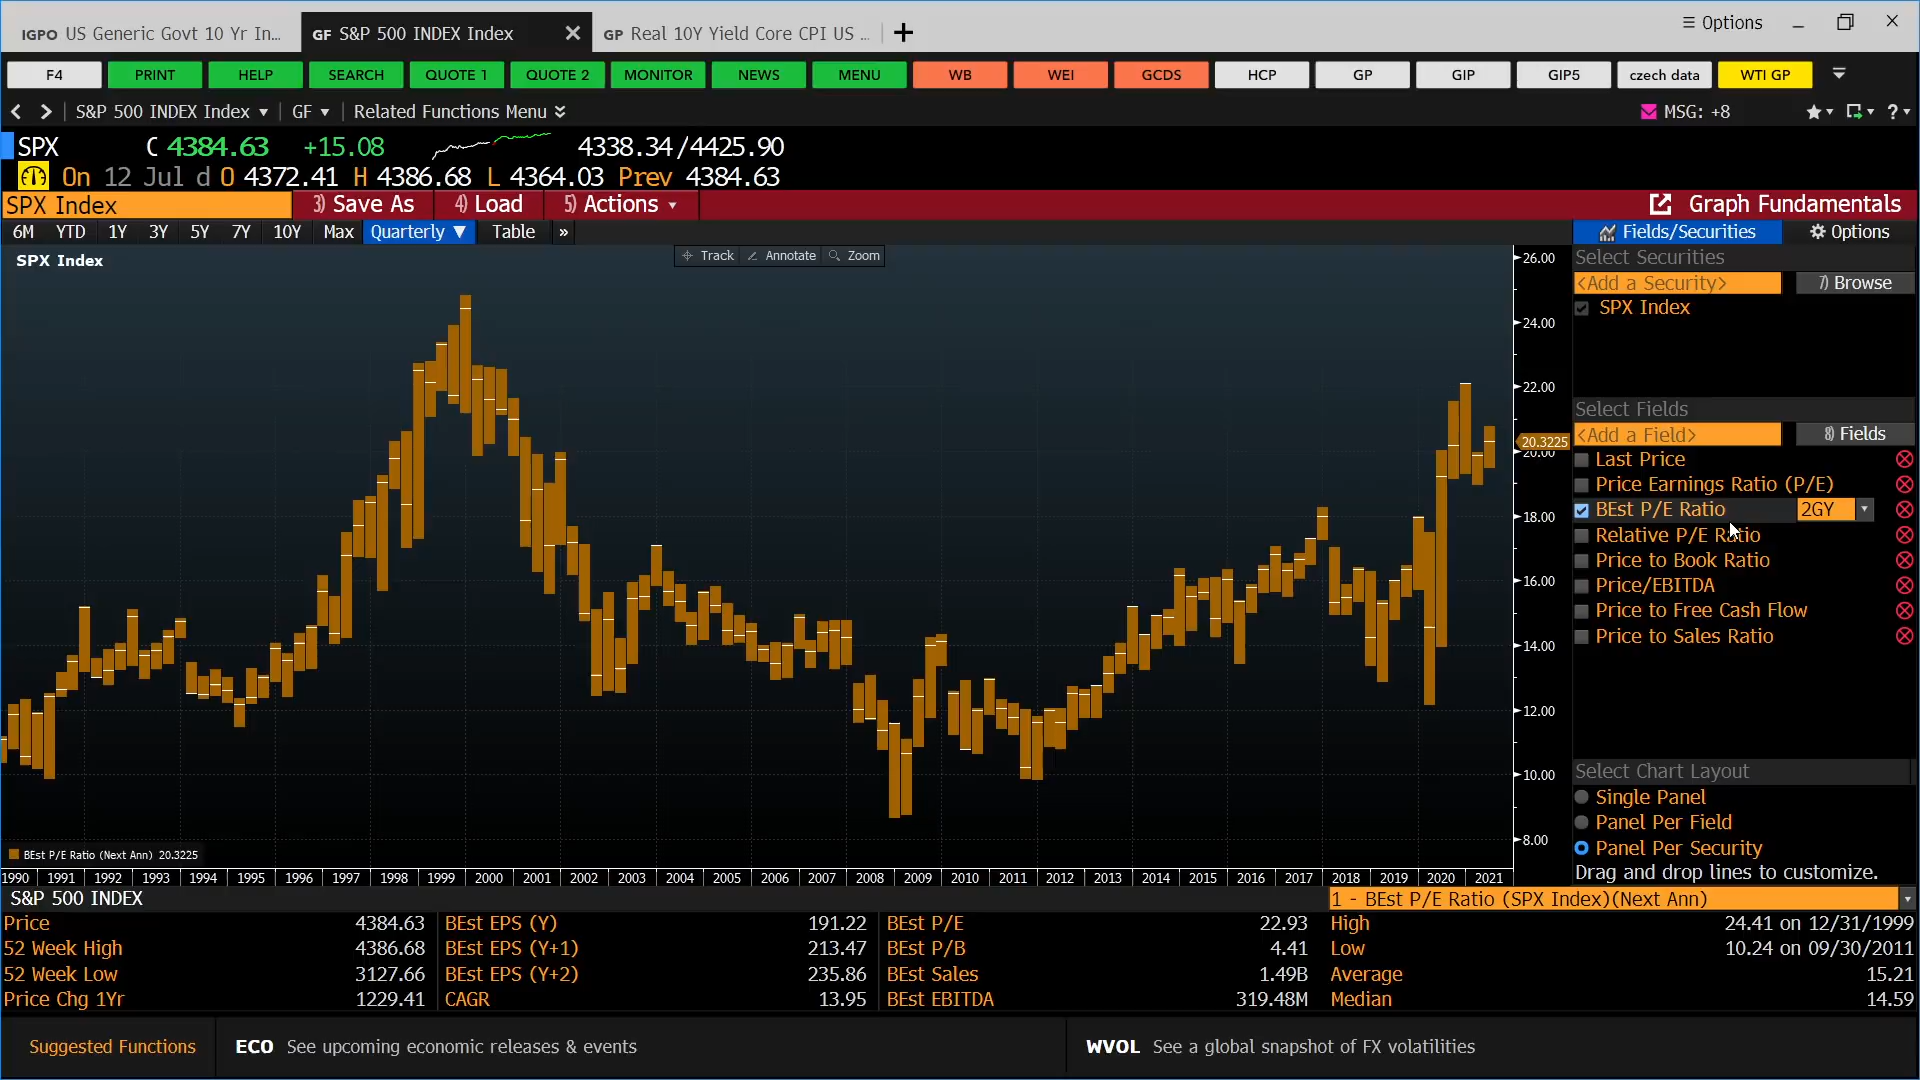 IGPO US Generic Govt 10 Yr In... GF S&P 500 INDEX Index GP Real 10Y Yield Core CPI US ... Options
F4 PRINT HELP SEARCH QUOTE 1 QUOTE 2 MONITOR NEWS MENU WB WEI GCDS HCP GP GIP GIP5 czech data WTI GP
S&P 500 INDEX Index GF Related Functions Menu MSG: +8
SPX C 4384.63 +15.08 4338.34/4425.90
On 12 Jul d O 4372.41 H 4386.68 L 4364.03 Prev 4384.63
SPX Index 3) Save As 4) Load 5) Actions Graph Fundamentals
6M YTD 1Y 3Y 5Y 7Y 10Y Max Quarterly ▼ Table » Fields/Securities Options
SPX Index Track Annotate Zoom
Select Securities
<Add a Security> 7) Browse
SPX Index
Select Fields
<Add a Field> 8) Fields
Last Price
Price Earnings Ratio (P/E)
BEst P/E Ratio 2GY
Relative P/E Ratio
Price to Book Ratio
Price/EBITDA
Price to Free Cash Flow
Price to Sales Ratio
Select Chart Layout
Single Panel
Panel Per Field
Panel Per Security
Drag and drop lines to customize.
26.00
24.00
22.00
20.3225
20.00
18.00
16.00
14.00
12.00
10.00
8.00
BEst P/E Ratio (Next Ann) 20.3225
1990 1991 1992 1993 1994 1995 1996 1997 1998 1999 2000 2001 2002 2003 2004 2005 2006 2007 2008 2009 2010 2011 2012 2013 2014 2015 2016 2017 2018 2019 2020 2021
S&P 500 INDEX 1 - BEst P/E Ratio (SPX Index)(Next Ann)
Price 4384.63 BEst EPS (Y) 191.22 BEst P/E 22.93 High 24.41 on 12/31/1999
52 Week High 4386.68 BEst EPS (Y+1) 213.47 BEst P/B 4.41 Low 10.24 on 09/30/2011
52 Week Low 3127.66 BEst EPS (Y+2) 235.86 BEst Sales 1.49B Average 15.21
Price Chg 1Yr 1229.41 CAGR 13.95 BEst EBITDA 319.48M Median 14.59
Suggested Functions ECO See upcoming economic releases & events WVOL See a global snapshot of FX volatilities